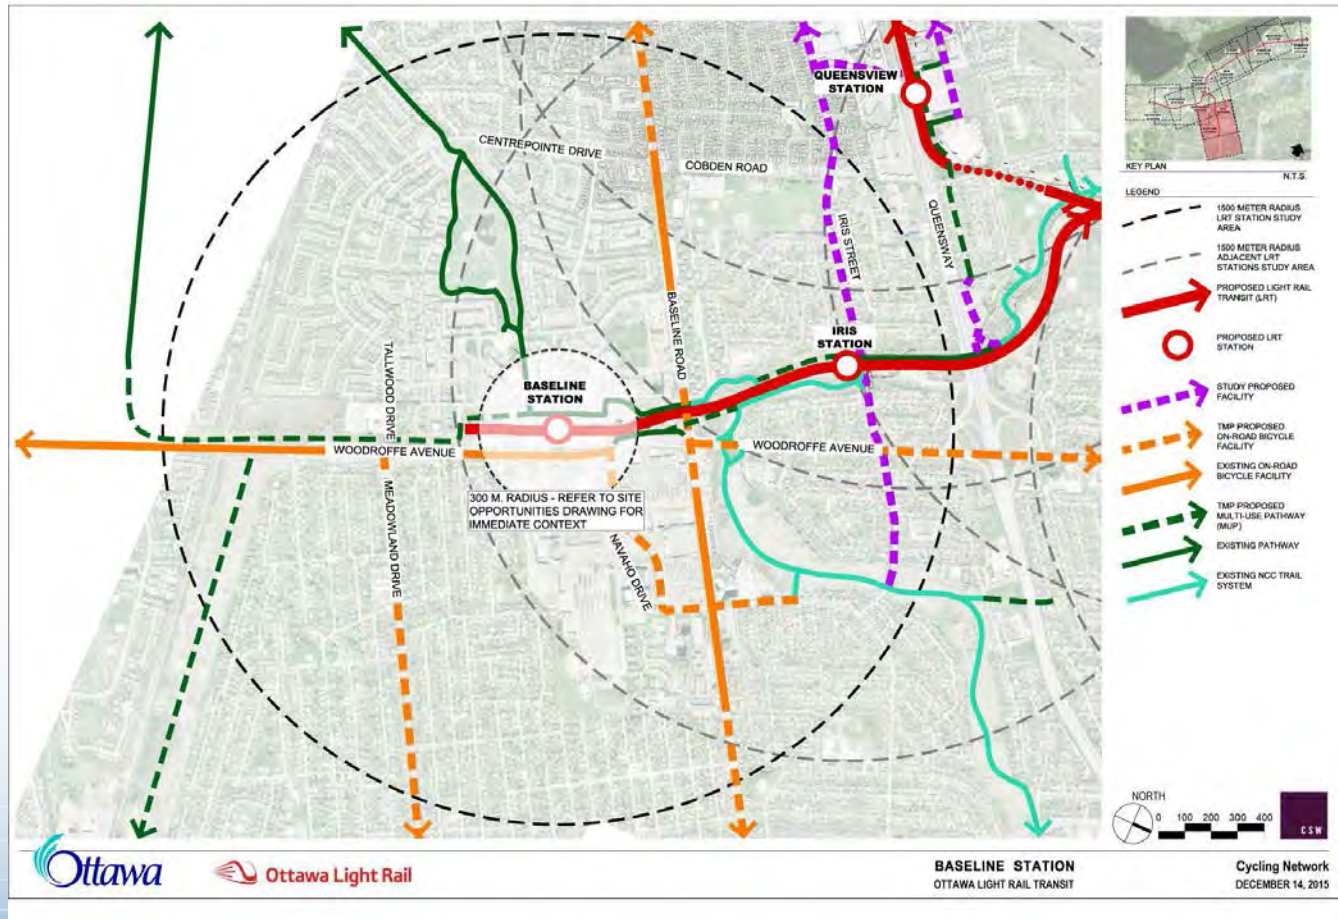 QUEENSVIEW
STATION
CENTREPOINTE DRIVE
COBDEN ROAD
IRIS STREET
QUEENSWAY
BASELINE ROAD
IRIS
STATION
TALLWOOD DRIVE
BASELINE
STATION
WOODROFFE AVENUE
WOODROFFE AVENUE
300 M. RADIUS - REFER TO SITE
OPPORTUNITIES DRAWING FOR
IMMEDIATE CONTEXT
MEADOWLAND DRIVE
NAVAHO DRIVE
KEY PLAN
N.T.S.
LEGEND
1500 METER RADIUS
LRT STATION STUDY
AREA
1500 METER RADIUS
ADJACENT LRT
STATIONS STUDY AREA
PROPOSED LIGHT RAIL
TRANSIT (LRT)
PROPOSED LRT
STATION
STUDY PROPOSED
FACILITY
TMP PROPOSED
ON-ROAD BICYCLE
FACILITY
EXISTING ON-ROAD
BICYCLE FACILITY
TMP PROPOSED
MULTI-USE PATHWAY
(MUP)
EXISTING PATHWAY
EXISTING NCC TRAIL
SYSTEM
NORTH
0 100 200 300 400
CSW
Ottawa
Ottawa Light Rail
BASELINE STATION
OTTAWA LIGHT RAIL TRANSIT
Cycling Network
DECEMBER 14, 2015